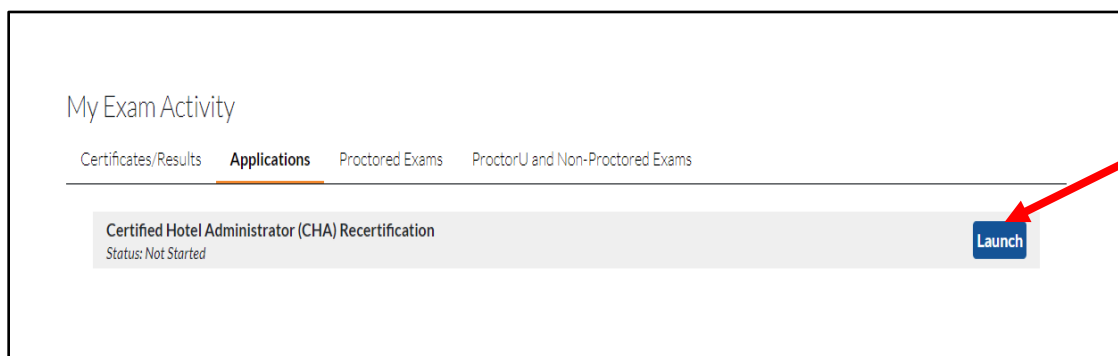 My Exam Activity
Certificates/Results Applications Proctored Exams ProctorU and Non-Proctored Exams
Certified Hotel Administrator (CHA) Recertification
Status: Not Started
Launch